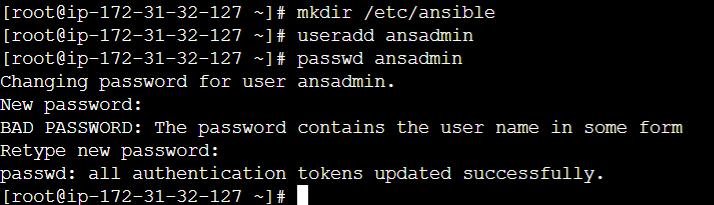 [root@ip-172-31-32-127 ~]# mkdir /etc/ansible
[root@ip-172-31-32-127 ~]# useradd ansadmin
[root@ip-172-31-32-127 ~]# passwd ansadmin
Changing password for user ansadmin.
New password:
BAD PASSWORD: The password contains the user name in some form
Retype new password:
passwd: all authentication tokens updated successfully.
[root@ip-172-31-32-127 ~]#